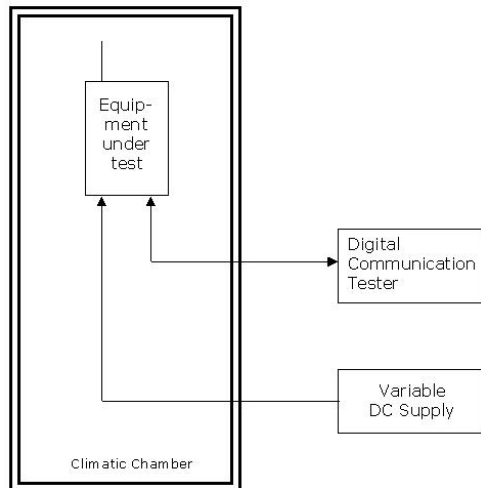 Equip-
ment
under
test
Digital
Communication
Tester
Variable
DC Supply
Climatic Chamber